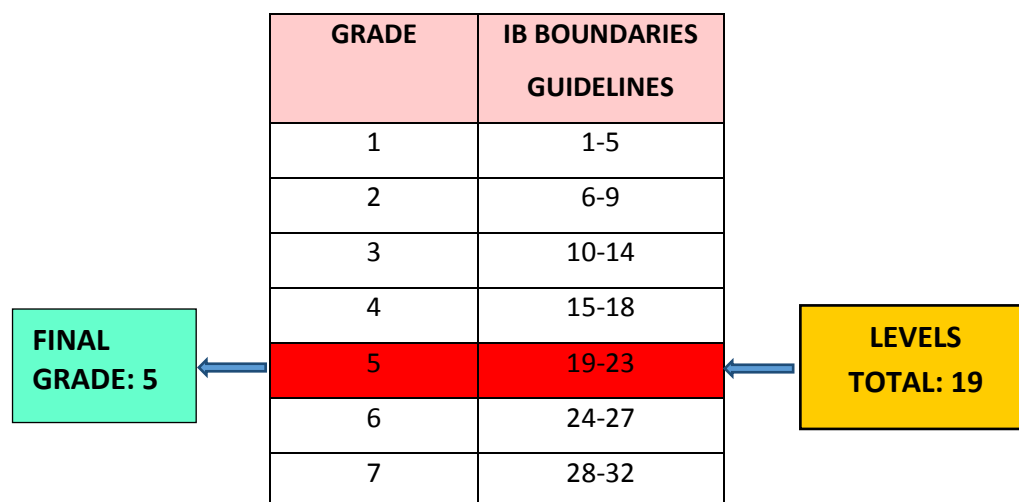 GRADE IB BOUNDARIES
GUIDELINES
1 1-5
2 6-9
3 10-14
4 15-18
5 19-23
6 24-27
7 28-32
FINAL
GRADE: 5
LEVELS
TOTAL: 19